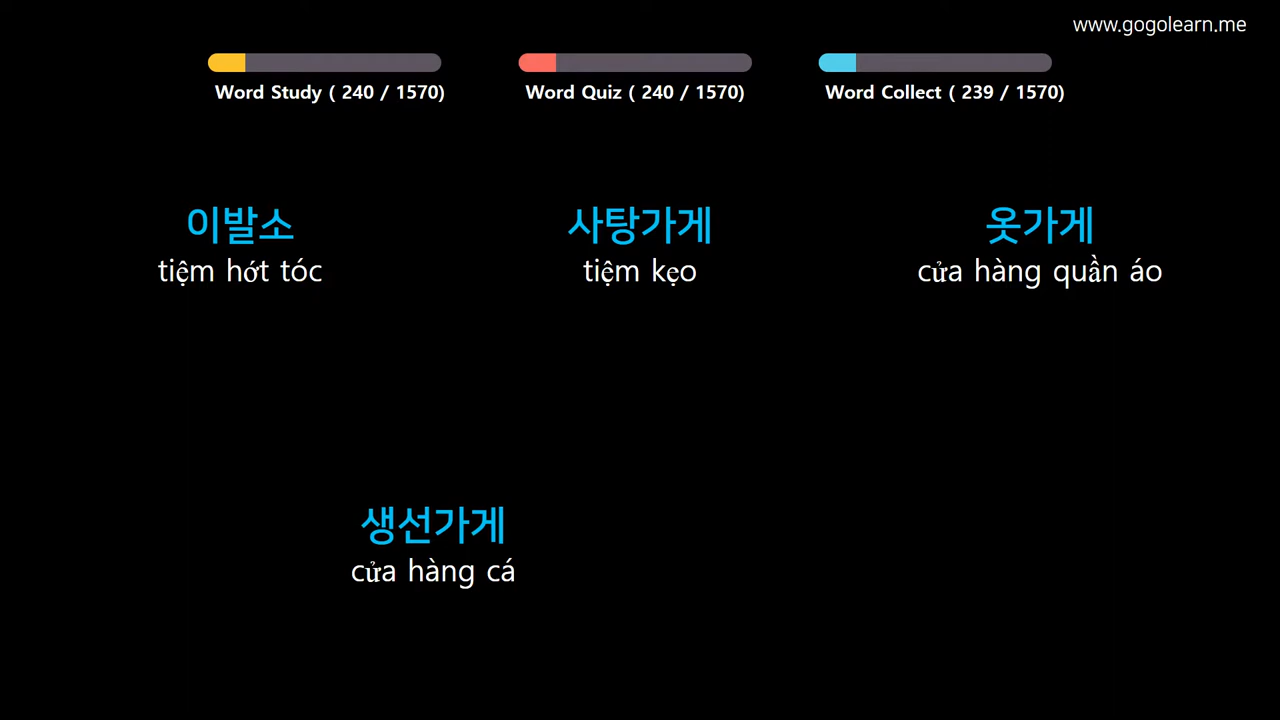 www.gogolearn.me
Word Study ( 240 / 1570)
Word Quiz ( 240 / 1570)
Word Collect ( 239 / 1570)
이발소
tiệm hớt tóc
사탕가게
tiệm kẹo
옷가게
cửa hàng quần áo
생선가게
cửa hàng cá